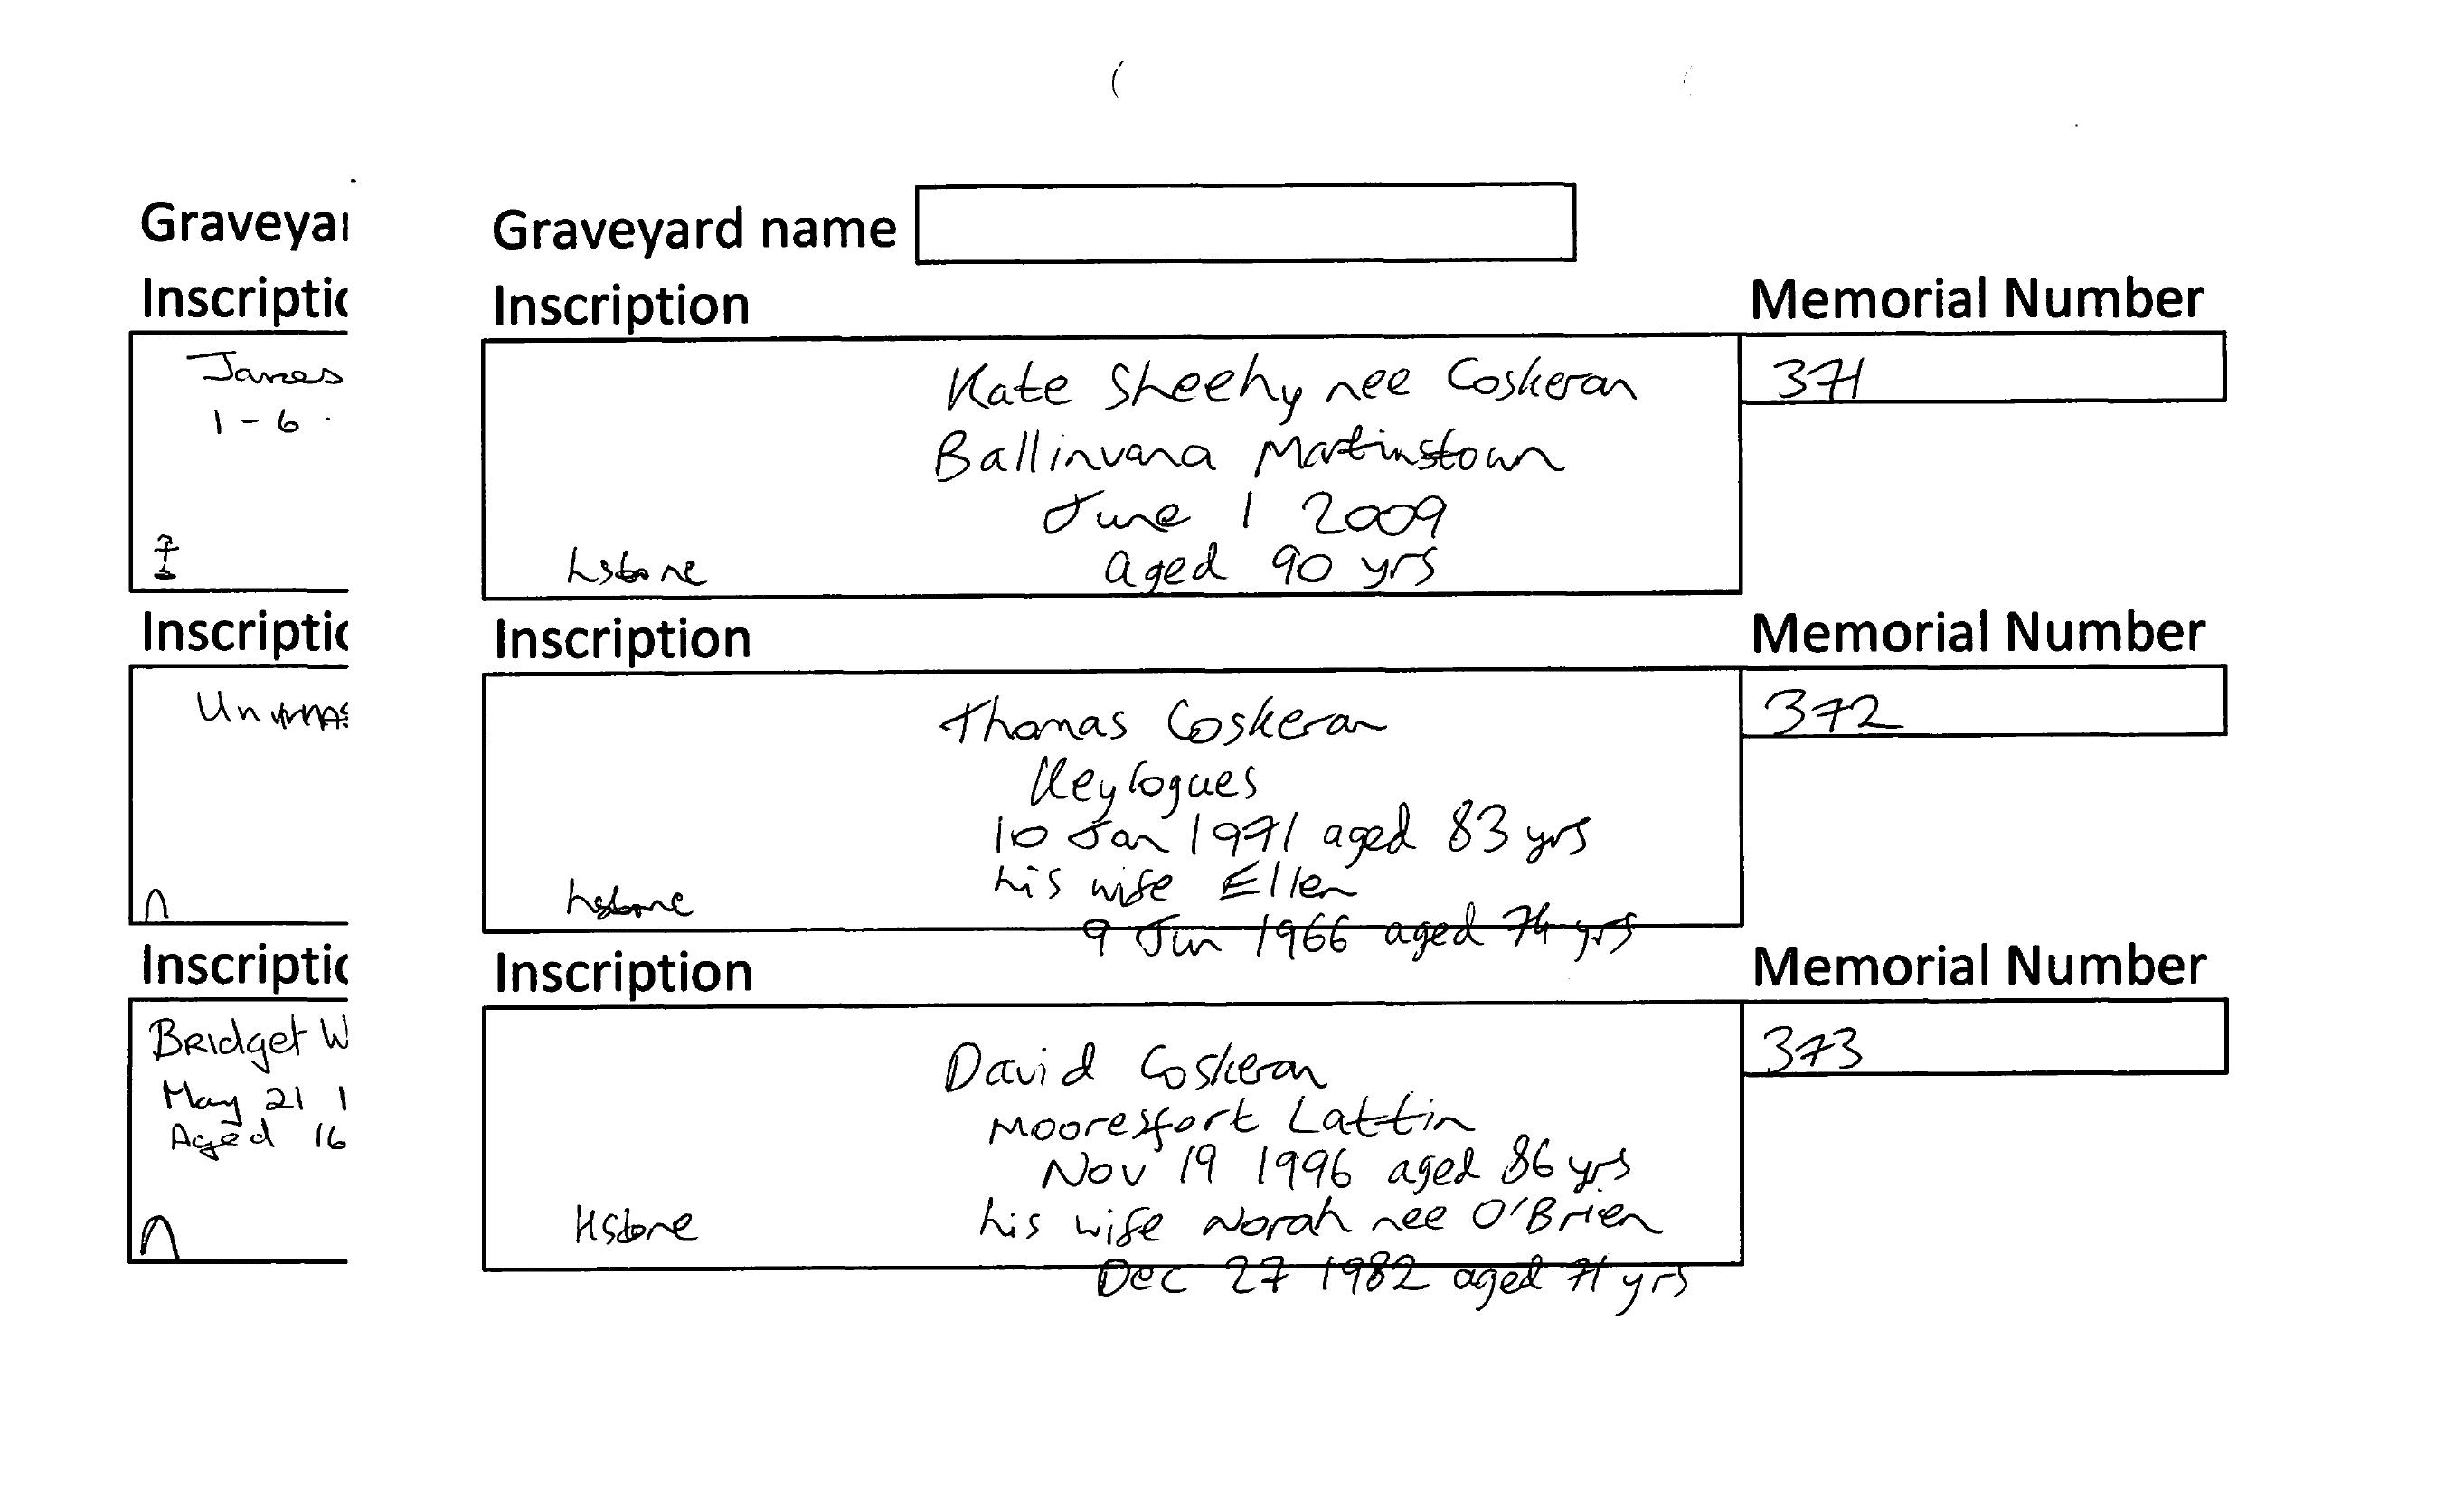 Graveyar
Inscriptic
James
1-6.
Inscriptic
Inscriptic
Bridget W
May 21 1
Aged 16
Graveyard name
Inscription
Memorial Number
Kate Sheehy nee Coskeran
371
Ballinvana Martinstown
June 1 2009
hstone
aged 90 yrs
Inscription
Memorial Number
Thomas Coskeran
372
Keylogues
10 Jan 1971 aged 83 yrs
his wife Ellen
hstone
9 Jun 1966 aged 74 yrs
Inscription
Memorial Number
David Coskeran
373
Mooresfort Lattin
Nov 19 1996 aged 86 yrs
his wife Norah nee O'Brien
Hstone
Dec 27 1982 aged 71 yrs